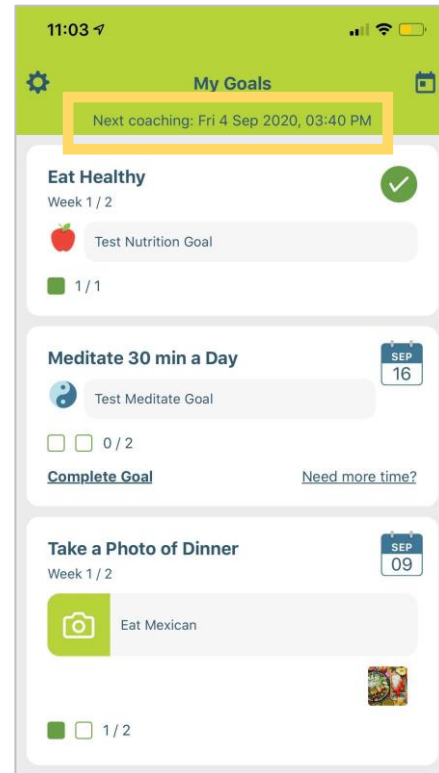 11:03
My Goals
Next coaching: Fri 4 Sep 2020, 03:40 PM
Eat Healthy
Week 1 / 2
Test Nutrition Goal
1 / 1
Meditate 30 min a Day
SEP
16
Test Meditate Goal
0 / 2
Complete Goal
Need more time?
Take a Photo of Dinner
SEP
09
Week 1 / 2
Eat Mexican
1 / 2